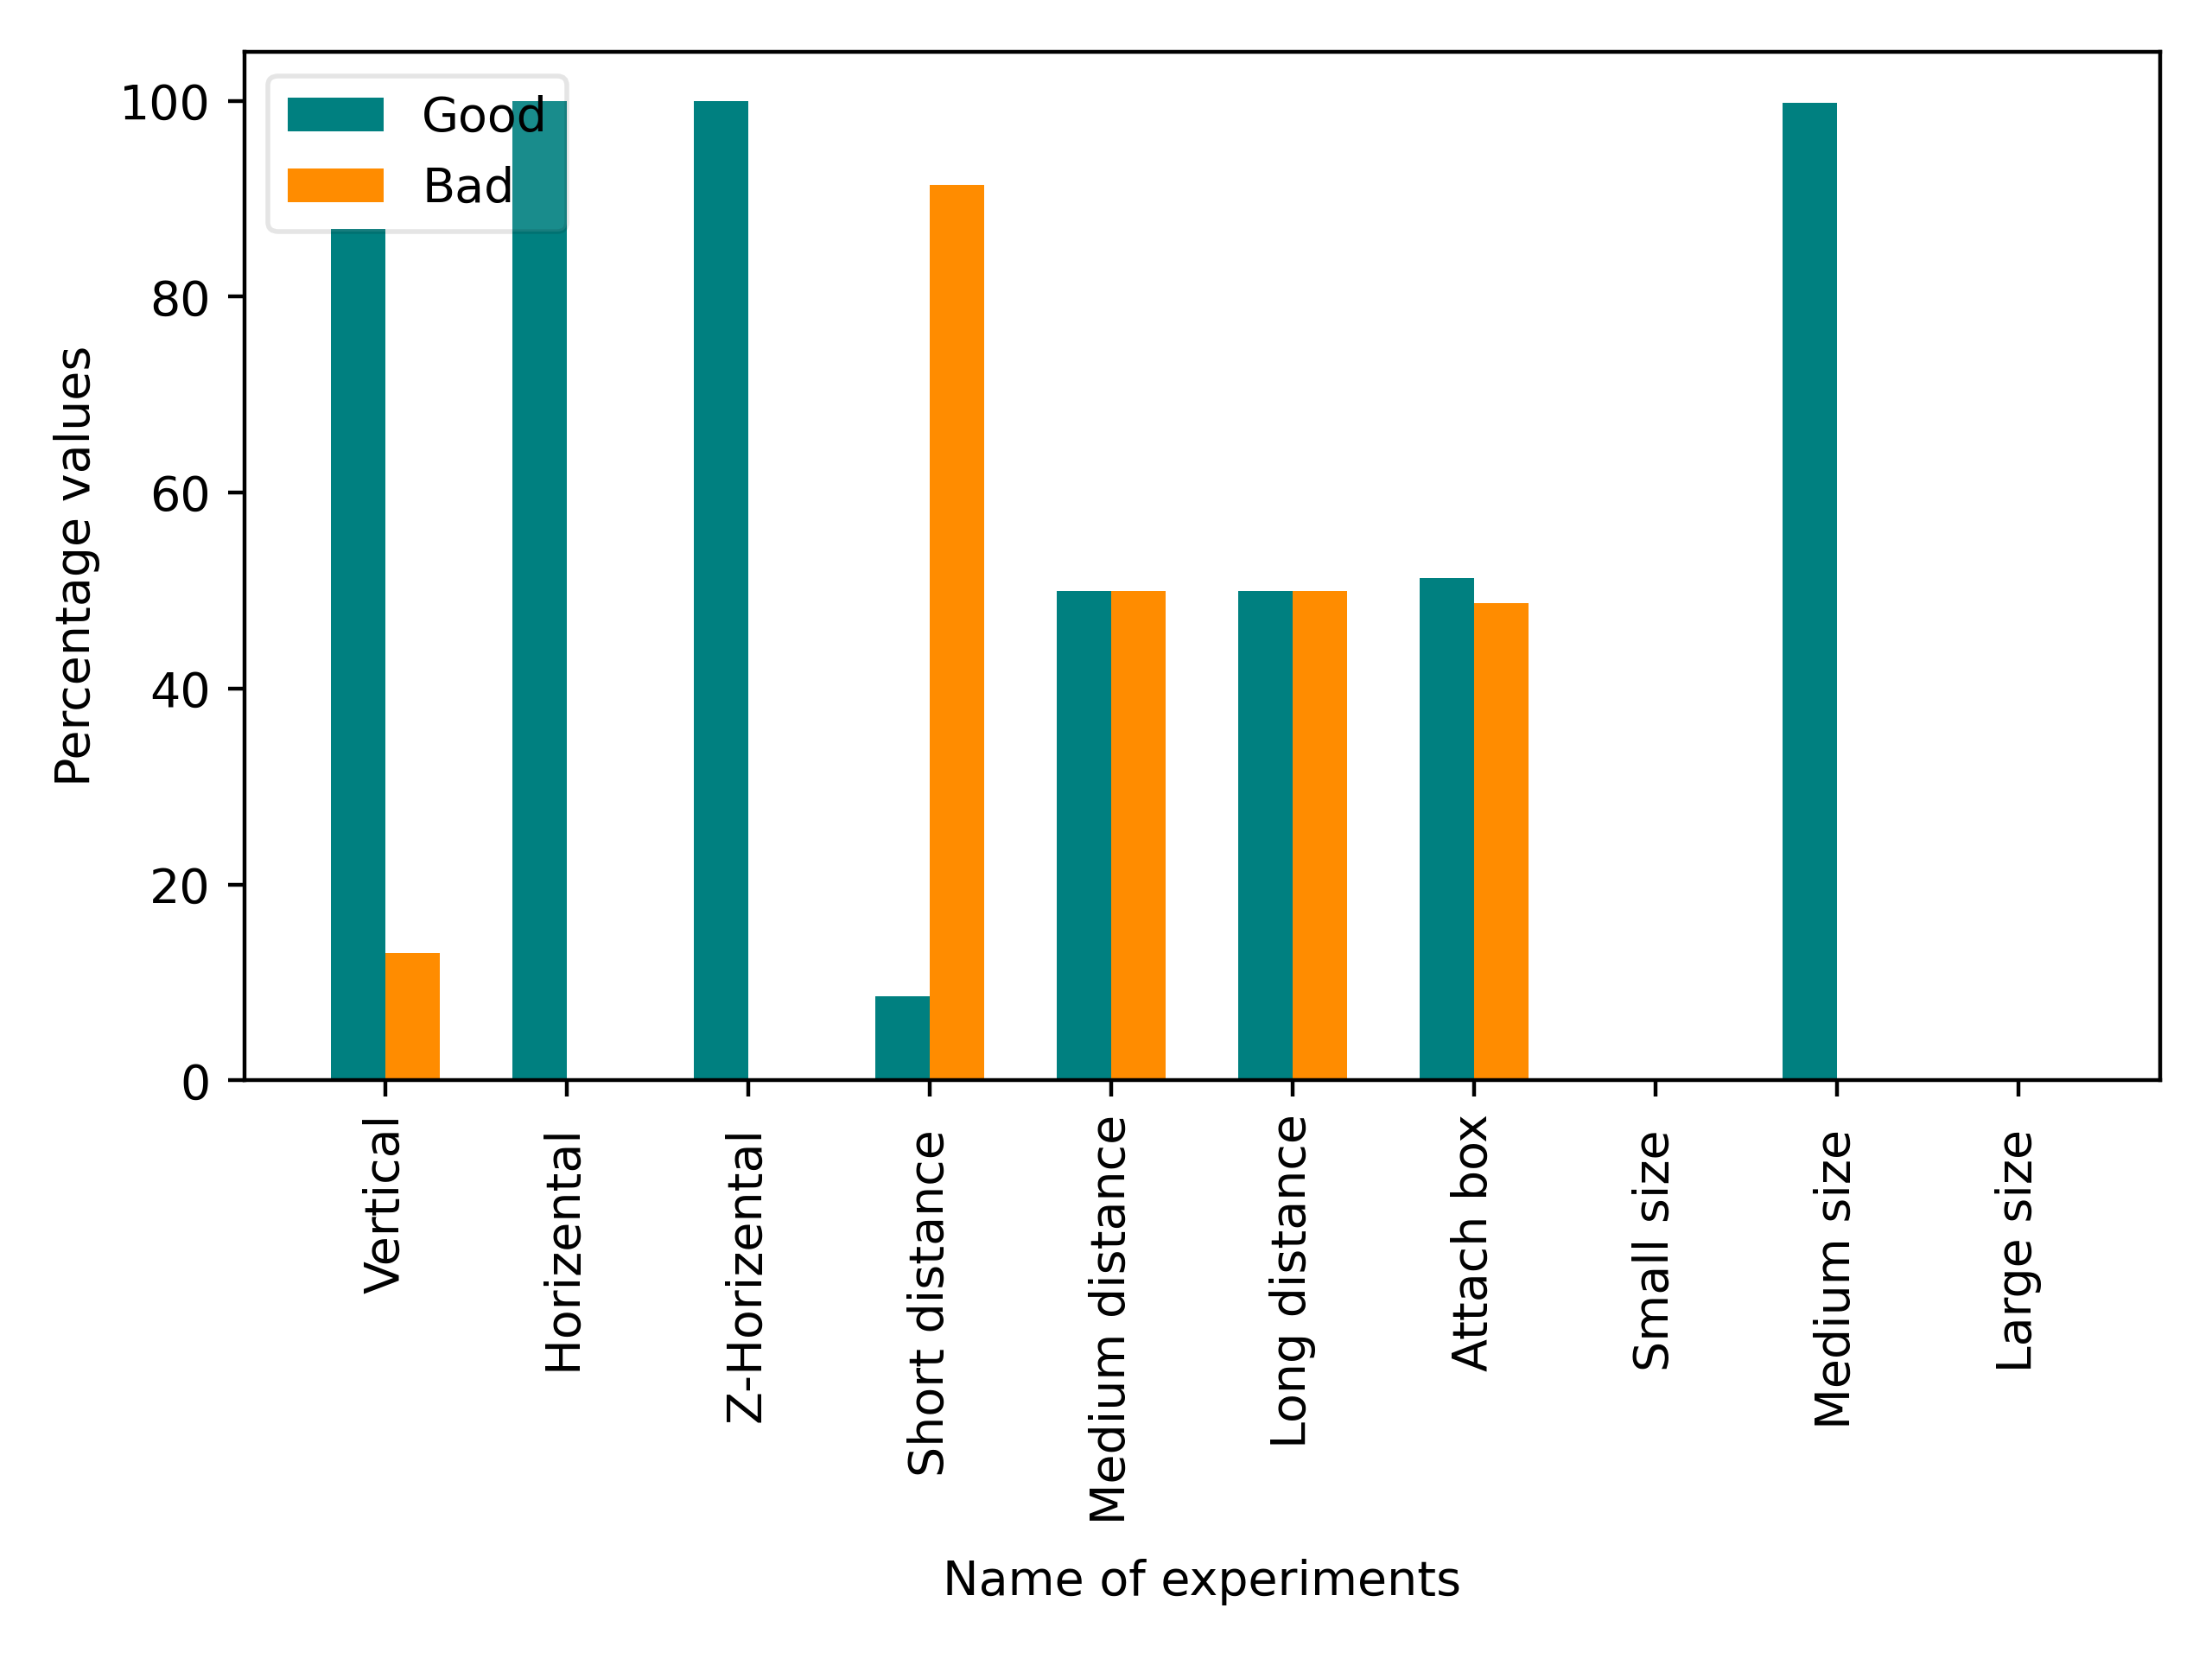 Good
Bad
Percentage values
100
80
60
40
20
0
Vertical
Horizental
Z-Horizental
Short distance
Medium distance
Long distance
Attach box
Small size
Medium size
Large size
Name of experiments